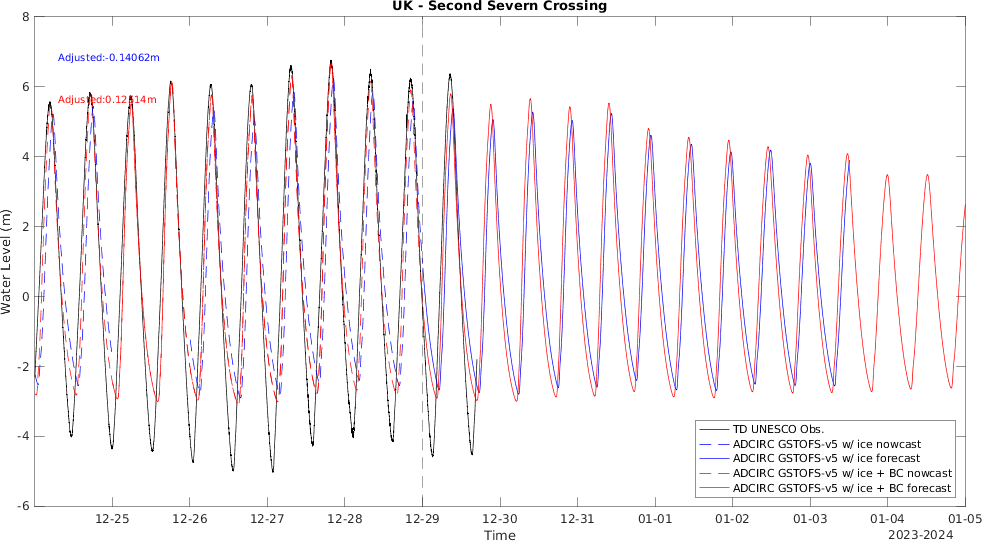 UK - Second Severn Crossing
Adjusted:-0.14062m
Adjusted:0.12514m
Water Level (m)
8
6
4
2
0
-2
-4
-6
TD UNESCO Obs.
ADCIRC GSTOFS-v5 w/ ice nowcast
ADCIRC GSTOFS-v5 w/ ice forecast
ADCIRC GSTOFS-v5 w/ ice + BC nowcast
ADCIRC GSTOFS-v5 w/ ice + BC forecast
12-25 12-26 12-27 12-28 12-29 12-30 12-31 01-01 01-02 01-03 01-04 01-05
Time
2023-2024